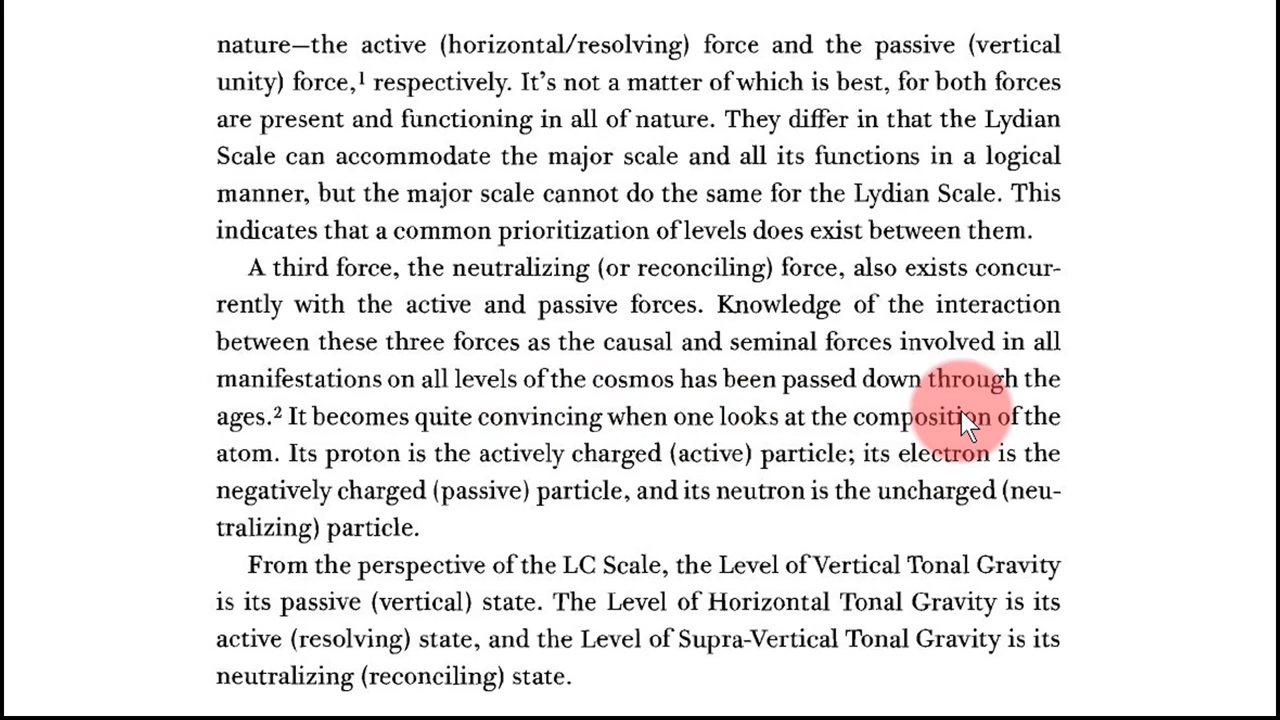 nature—the active (horizontal/resolving) force and the passive (vertical
unity) force,¹ respectively. It's not a matter of which is best, for both forces
are present and functioning in all of nature. They differ in that the Lydian
Scale can accommodate the major scale and all its functions in a logical
manner, but the major scale cannot do the same for the Lydian Scale. This
indicates that a common prioritization of levels does exist between them.
A third force, the neutralizing (or reconciling) force, also exists concur-
rently with the active and passive forces. Knowledge of the interaction
between these three forces as the causal and seminal forces involved in all
manifestations on all levels of the cosmos has been passed down through the
ages.² It becomes quite convincing when one looks at the composition of the
atom. Its proton is the actively charged (active) particle; its electron is the
negatively charged (passive) particle, and its neutron is the uncharged (neu-
tralizing) particle.
From the perspective of the LC Scale, the Level of Vertical Tonal Gravity
is its passive (vertical) state. The Level of Horizontal Tonal Gravity is its
active (resolving) state, and the Level of Supra-Vertical Tonal Gravity is its
neutralizing (reconciling) state.